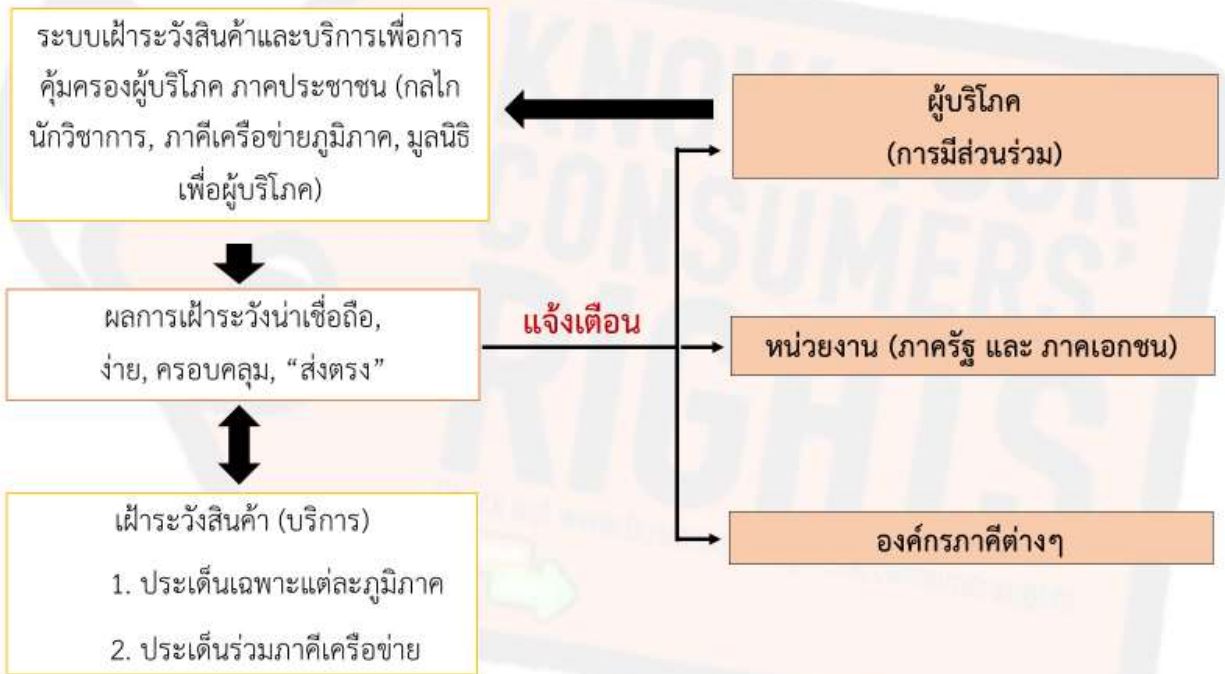 ระบบเฝ้าระวังสินค้าและบริการเพื่อการ
คุ้มครองผู้บริโภค ภาคประชาชน (กลไก
นักวิชาการ, ภาคีเครือข่ายภูมิภาค, มูลนิธิ
เพื่อผู้บริโภค)
ผู้บริโภค
(การมีส่วนร่วม)
ผลการเฝ้าระวังน่าเชื่อถือ,
ง่าย, ครอบคลุม, “ส่งตรง”
แจ้งเตือน
หน่วยงาน (ภาครัฐ และ ภาคเอกชน)
เฝ้าระวังสินค้า (บริการ)
1. ประเด็นเฉพาะแต่ละภูมิภาค
2. ประเด็นร่วมภาคีเครือข่าย
องค์กรภาคีต่างๆ
KNOW
CONSUMERS'
RIGHTS